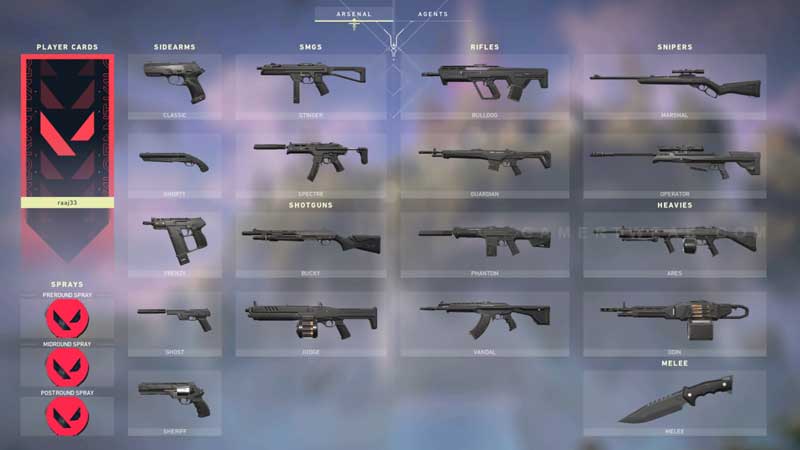 ARSENAL
AGENTS
PLAYER CARDS
raaj33
SPRAYS
PREROUND SPRAY
MIDROUND SPRAY
POSTROUND SPRAY
SIDEARMS
CLASSIC
SHORTY
FRENZY
GHOST
SHERIFF
SMGS
STINGER
SPECTRE
SHOTGUNS
BUCKY
JUDGE
RIFLES
BULLDOG
GUARDIAN
PHANTOM
VANDAL
SNIPERS
MARSHAL
OPERATOR
HEAVIES
ARES
ODIN
MELEE
MELEE